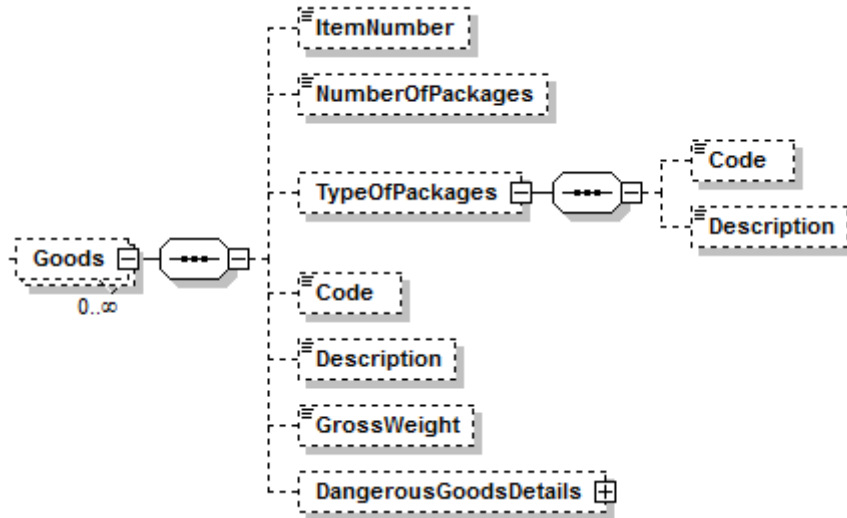 ItemNumber
NumberOfPackages
TypeOfPackages
Code
Description
Goods
0..∞
Code
Description
GrossWeight
DangerousGoodsDetails